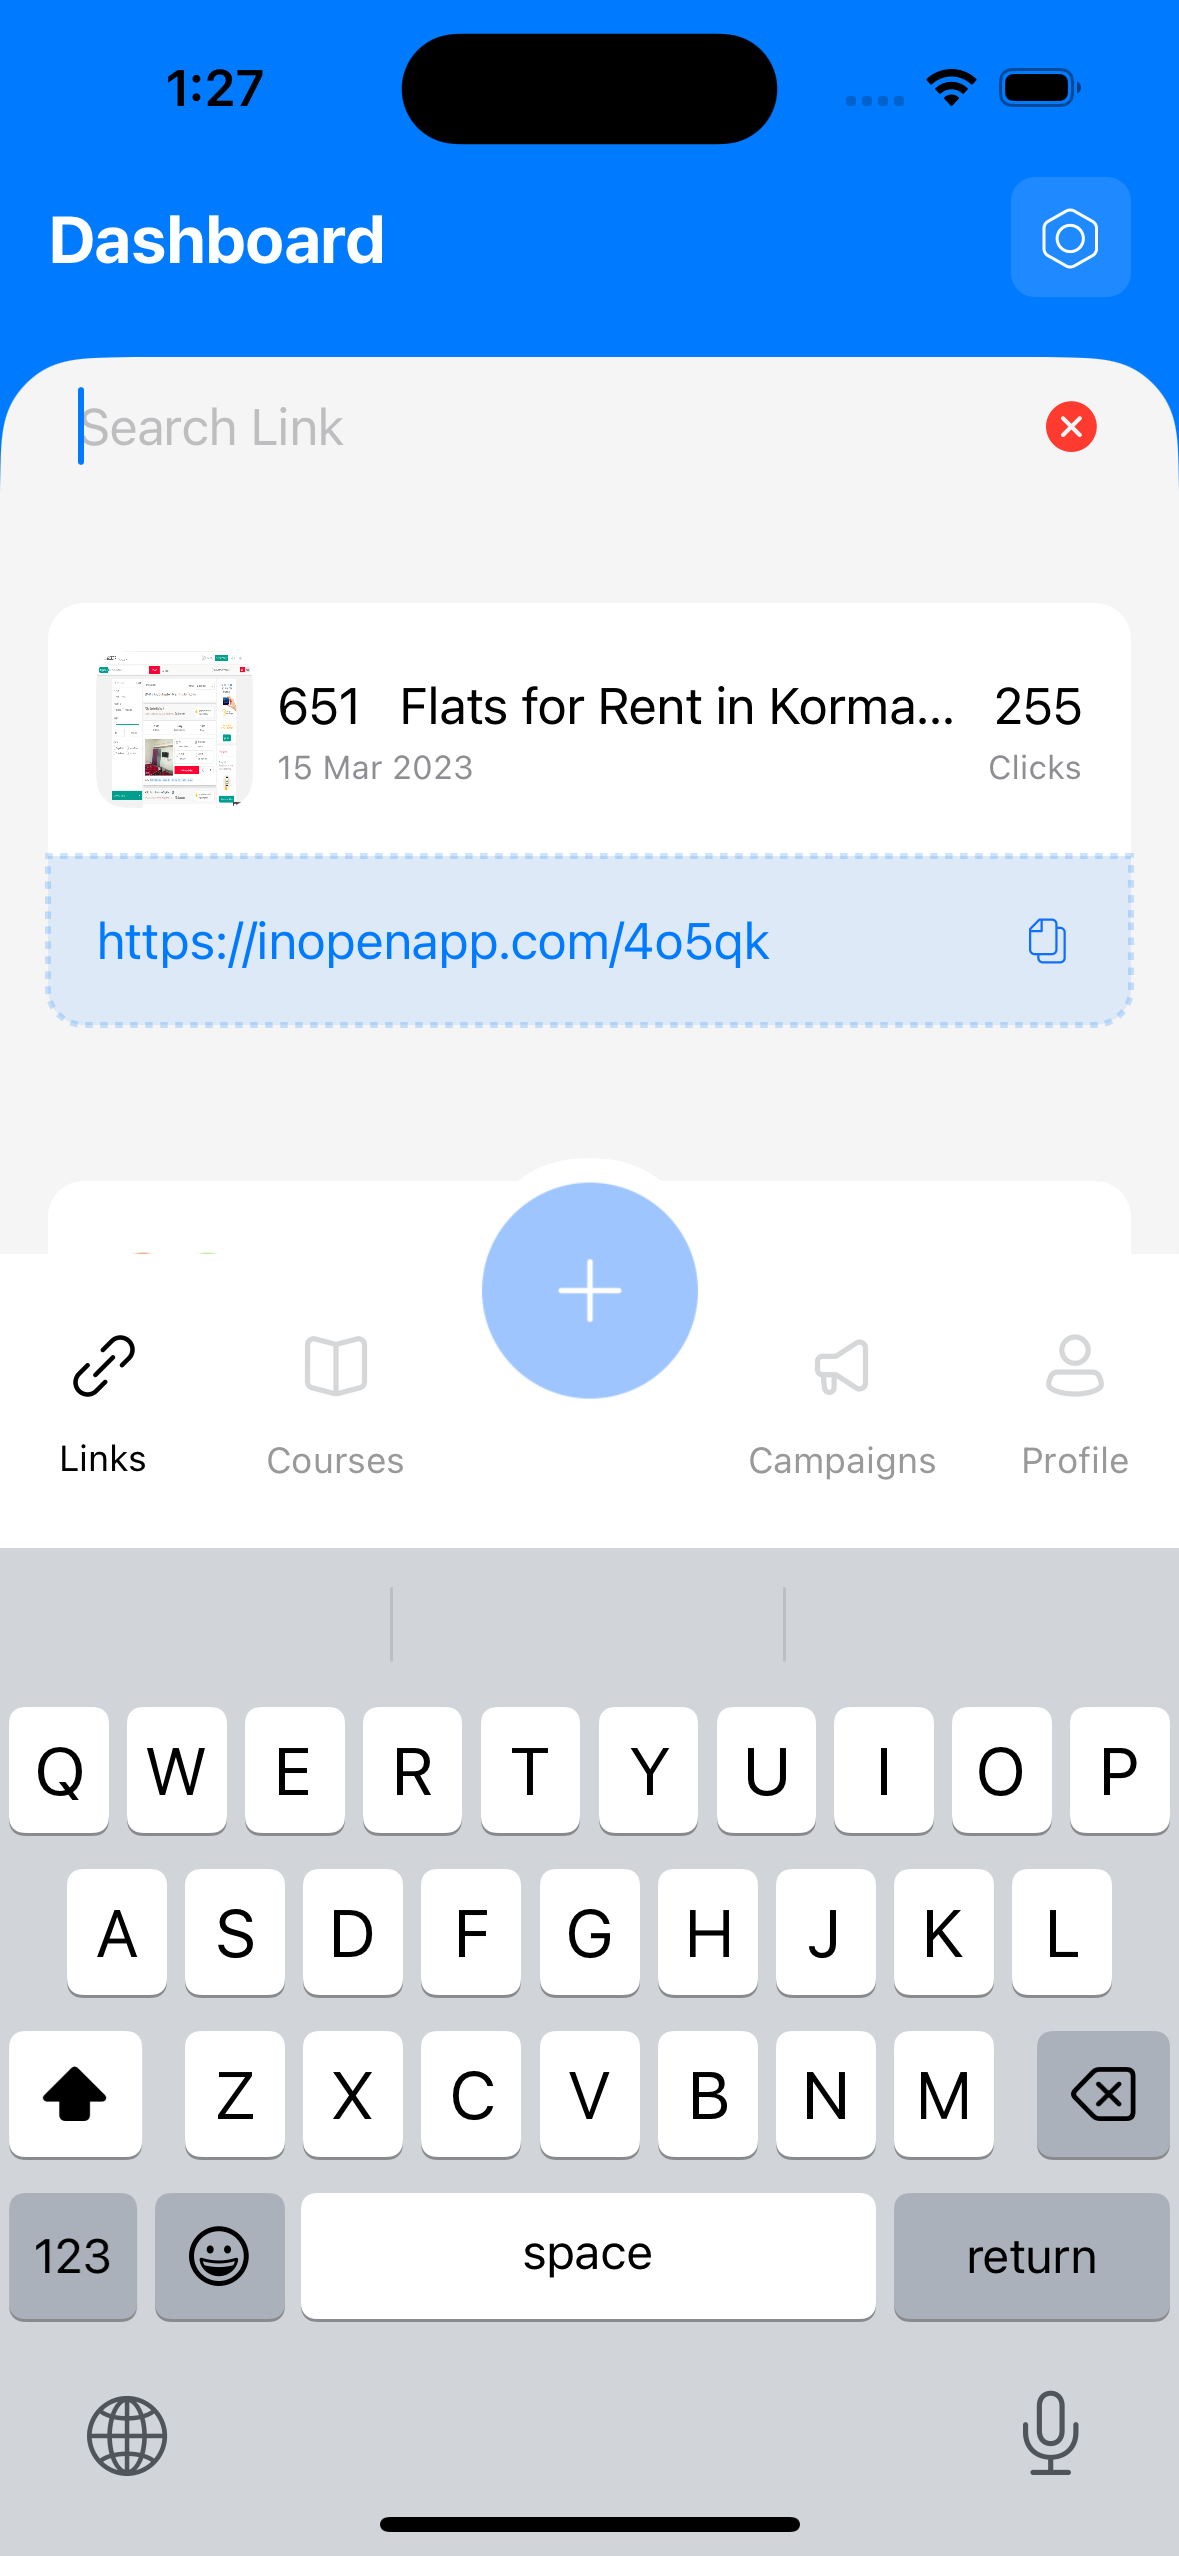 1:27
Dashboard
Search Link
651 Flats for Rent in Korma... 255
15 Mar 2023 Clicks
https://inopenapp.com/4o5qk
Links Courses Campaigns Profile
Q W E R T Y U I O P
A S D F G H J K L
Z X C V B N M
123 space return